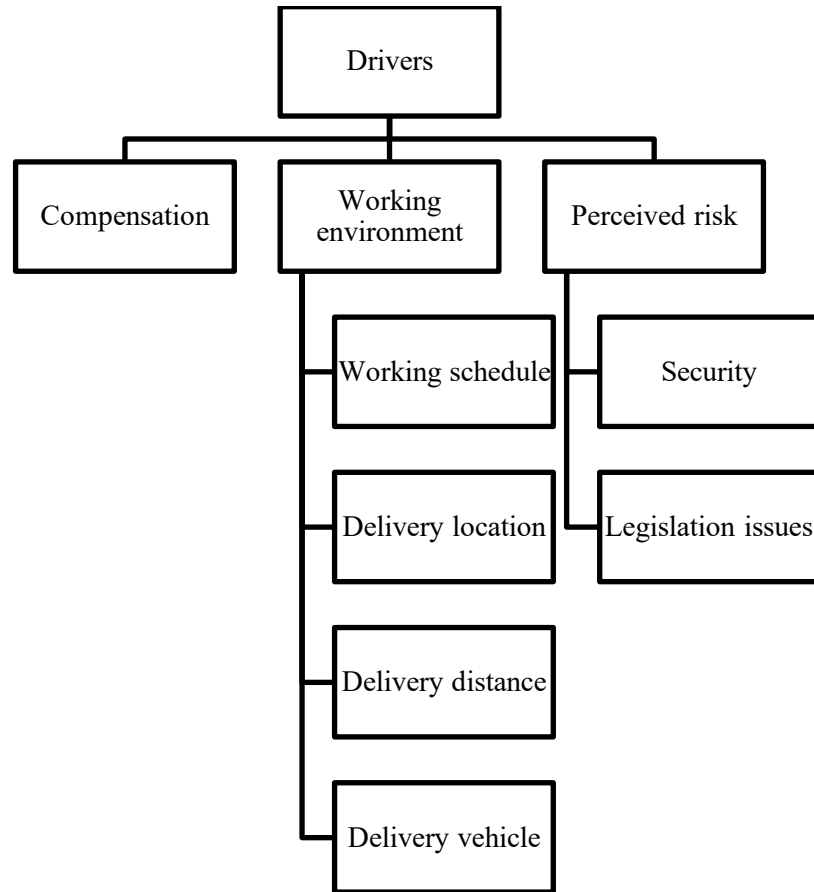 Drivers
Compensation
Working
environment
Perceived risk
Working schedule
Security
Delivery location
Legislation issues
Delivery distance
Delivery vehicle